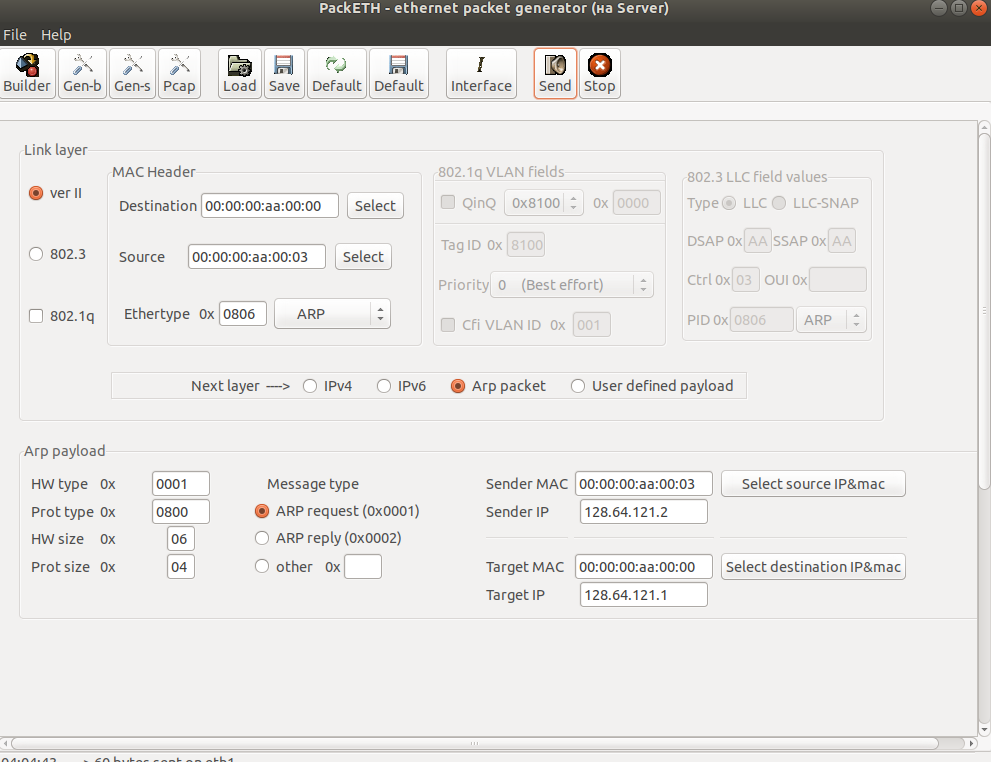 PackETH - ethernet packet generator (на Server)
File Help
Builder Gen-b Gen-s Pcap Load Save Default Default Interface Send Stop
Link layer
ver II
802.3
802.1q
MAC Header
Destination 00:00:00:aa:00:00 Select
Source 00:00:00:aa:00:03 Select
Ethertype 0x 0806 ARP
802.1q VLAN fields
QinQ 0x8100 0x 0000
Tag ID 0x 8100
Priority 0 (Best effort)
Cfi VLAN ID 0x 001
802.3 LLC field values
Type LLC LLC-SNAP
DSAP 0x AA SSAP 0x AA
Ctrl 0x 03 OUI 0x
PID 0x 0806 ARP
Next layer ----> IPv4 IPv6 Arp packet User defined payload
Arp payload
HW type 0x 0001
Prot type 0x 0800
HW size 0x 06
Prot size 0x 04
Message type
ARP request (0x0001)
ARP reply (0x0002)
other 0x
Sender MAC 00:00:00:aa:00:03 Select source IP&mac
Sender IP 128.64.121.2
Target MAC 00:00:00:aa:00:00 Select destination IP&mac
Target IP 128.64.121.1
04:04:43 ---> 60 bytes sent on eth1